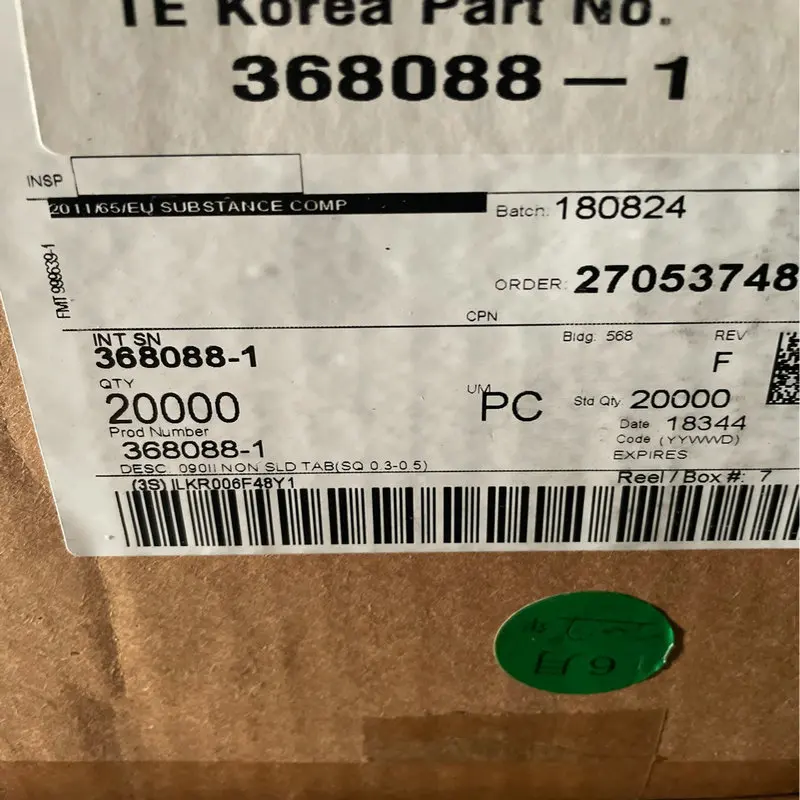 TE Korea Part No.
368088-1
INSP
2011/65/EU SUBSTANCE COMP
Batch: 180824
FMT 989639-1
ORDER: 27053748
CPN
INT SN
368088-1
Bldg: 568
REV
F
QTY
20000
UM
PC
Std Qty 20000
Prod Number
368088-1
Date 18344
Code (YYWWD)
EXPIRES
DESC: 090II NON SLD TAB(SQ 0.3-0.5)
Reel / Box #: 7
(3S) ILKR006F48Y1
9